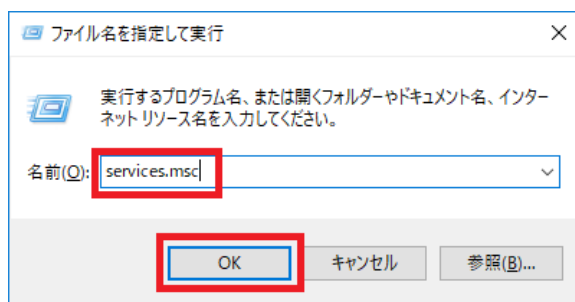 ファイル名を指定して実行
実行するプログラム名、または開くフォルダーやドキュメント名、インター
ネット リソース名を入力してください。
名前(O): services.msc
OK キャンセル 参照(B)...